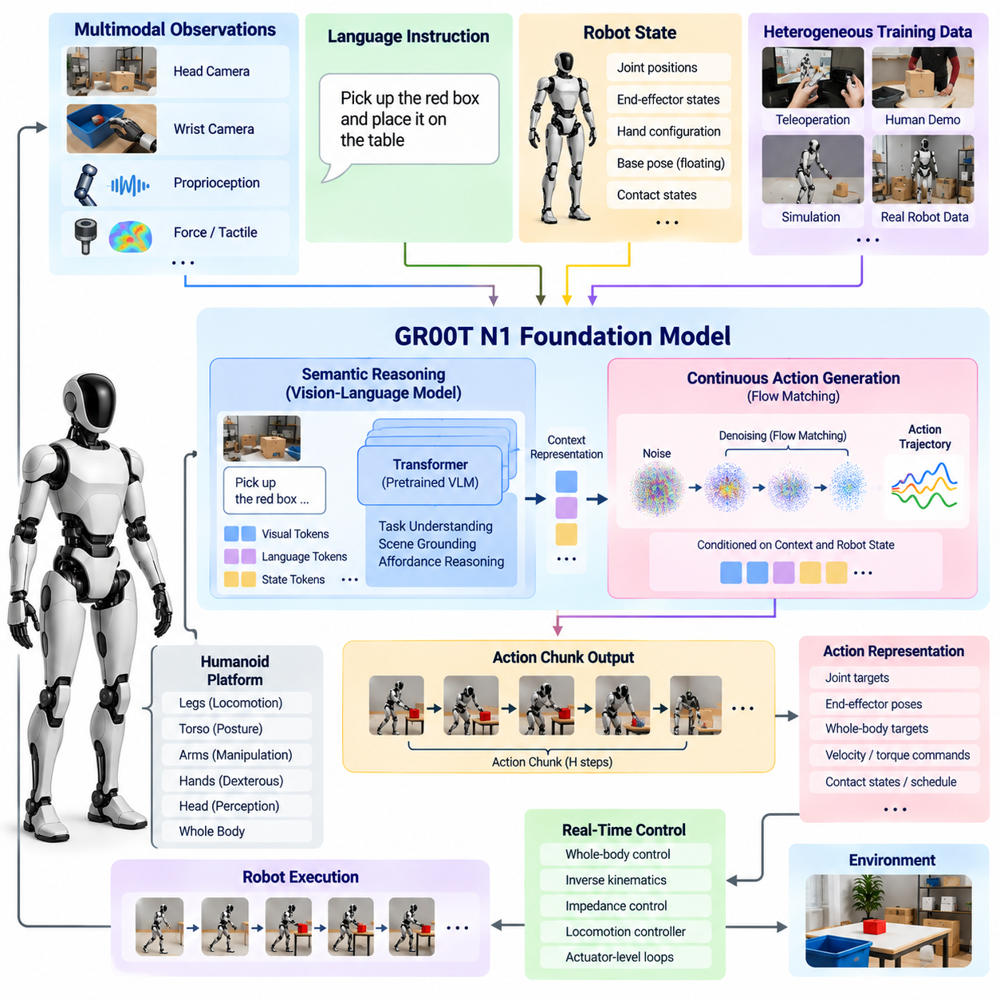 Multimodal Observations
Head Camera
Wrist Camera
Proprioception
Force / Tactile
...
Language Instruction
Pick up the red box
and place it on
the table
Robot State
Joint positions
End-effector states
Hand configuration
Base pose (floating)
Contact states
...
Heterogeneous Training Data
Teleoperation
Human Demo
Simulation
Real Robot Data
...
GR00T N1 Foundation Model
Semantic Reasoning
(Vision-Language Model)
Pick up
the red box ...
Visual Tokens
Language Tokens
State Tokens ...
Transformer
(Pretrained VLM)
Task Understanding
Scene Grounding
Affordance Reasoning
Context
Representation
...
Continuous Action Generation
(Flow Matching)
Noise
Denoising (Flow Matching)
Action
Trajectory
Conditioned on Context and Robot State
...
Humanoid
Platform
Legs (Locomotion)
Torso (Posture)
Arms (Manipulation)
Hands (Dexterous)
Head (Perception)
Whole Body
Action Chunk Output
...
Action Chunk (H steps)
Action Representation
Joint targets
End-effector poses
Whole-body targets
Velocity / torque commands
Contact states / schedule
...
Real-Time Control
Whole-body control
Inverse kinematics
Impedance control
Locomotion controller
Actuator-level loops
Robot Execution
...
Environment